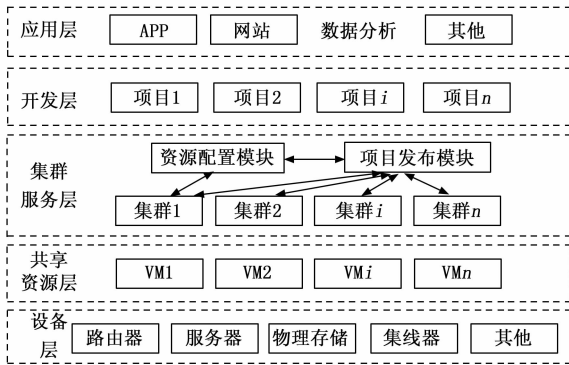 应用层 APP 网站 数据分析 其他
开发层 项目1 项目2 项目i 项目n
资源配置模块 项目发布模块
集群
服务层
集群1 集群2 集群i 集群n
共享
资源层
VM1 VM2 VMi VMn
设备
层
路由器 服务器 物理存储 集线器 其他